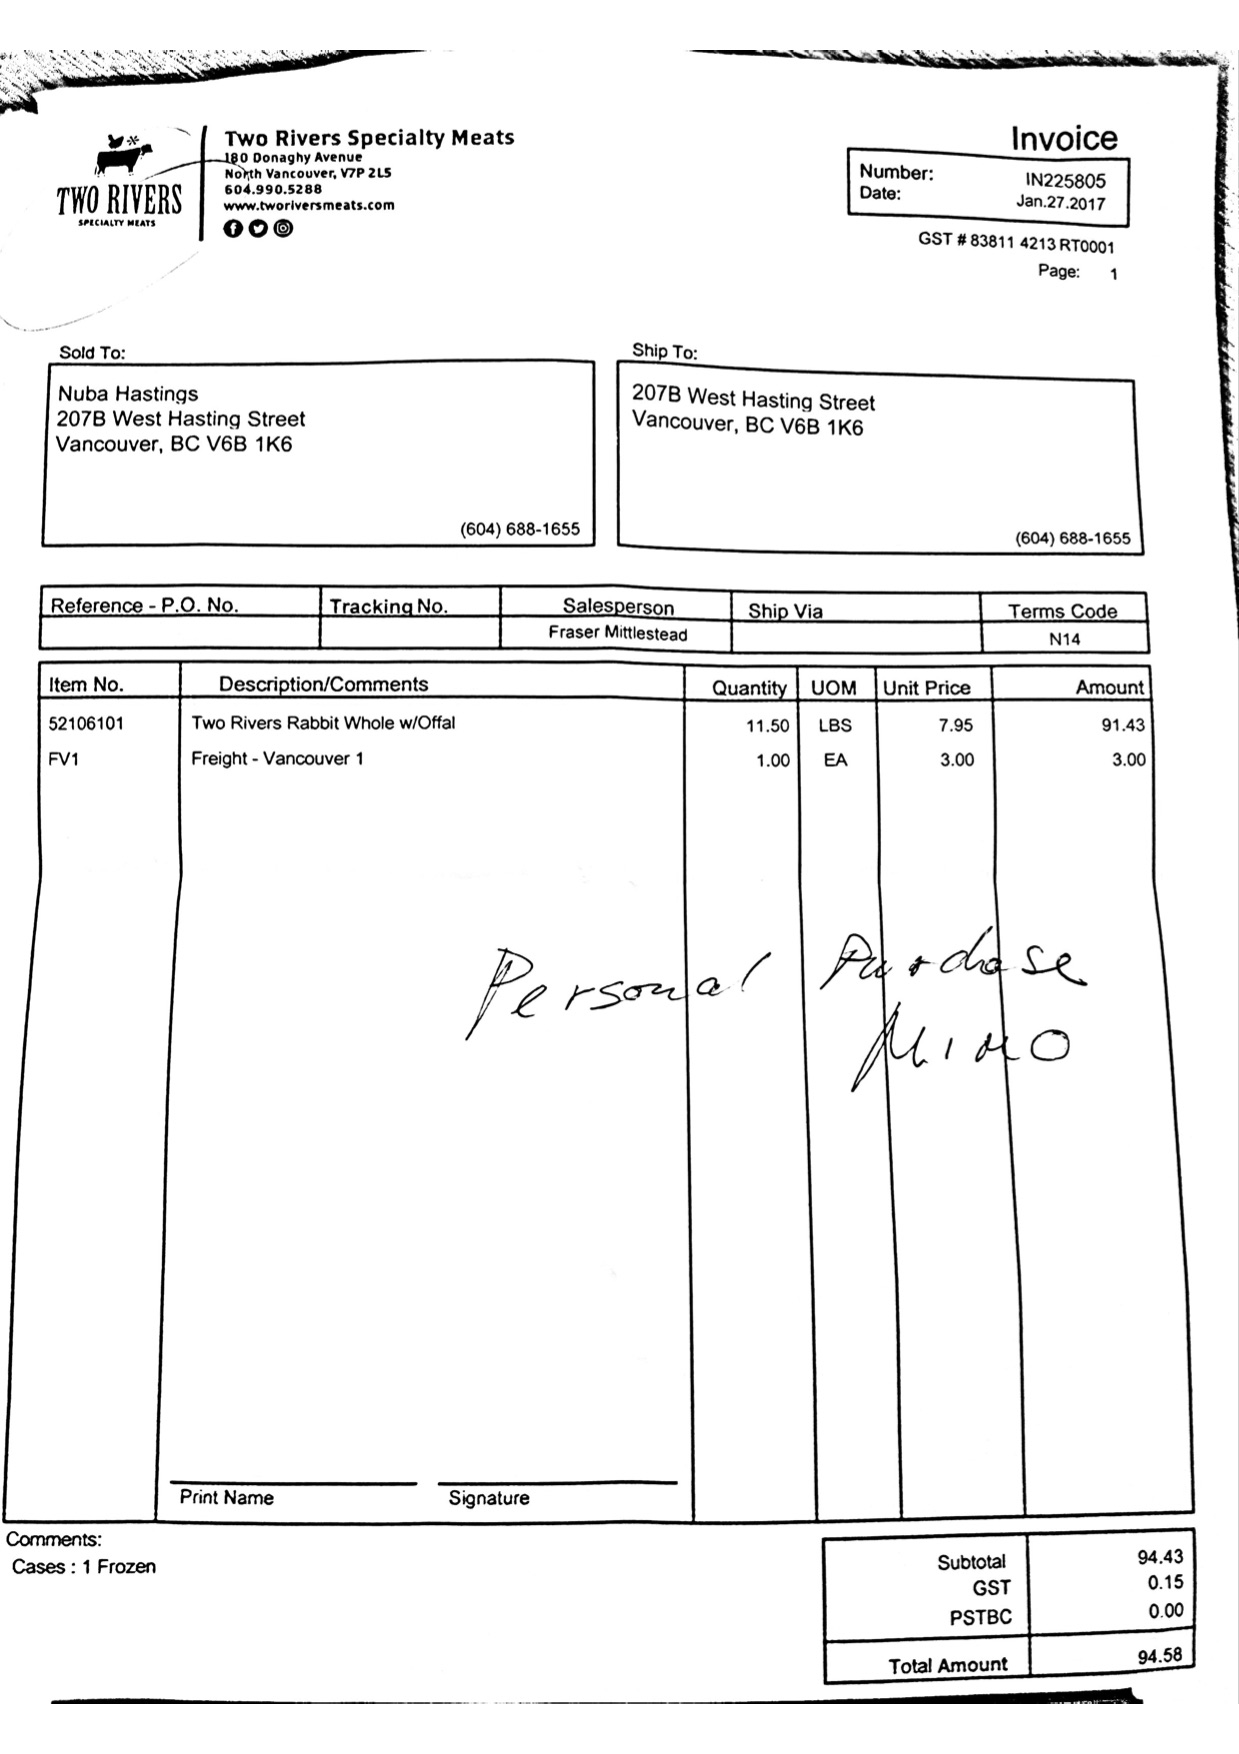 TWO RIVERS
SPECIALTY MEATS
Two Rivers Specialty Meats
180 Donaghy Avenue
North Vancouver, V7P 2L5
604.990.5288
www.tworiversmeats.com
Invoice
Number: IN225805
Date: Jan.27.2017
GST # 83811 4213 RT0001
Page: 1
Sold To:
Nuba Hastings
207B West Hasting Street
Vancouver, BC V6B 1K6
(604) 688-1655
Ship To:
207B West Hasting Street
Vancouver, BC V6B 1K6
(604) 688-1655
Reference - P.O. No. Tracking No. Salesperson Ship Via Terms Code
Fraser Mittlestead N14
Item No. Description/Comments Quantity UOM Unit Price Amount
52106101 Two Rivers Rabbit Whole w/Offal 11.50 LBS 7.95 91.43
FV1 Freight - Vancouver 1 1.00 EA 3.00 3.00
Personal Purchase
Print Name Signature
Comments:
Cases : 1 Frozen
Subtotal 94.43
GST 0.15
PSTBC 0.00
Total Amount 94.58